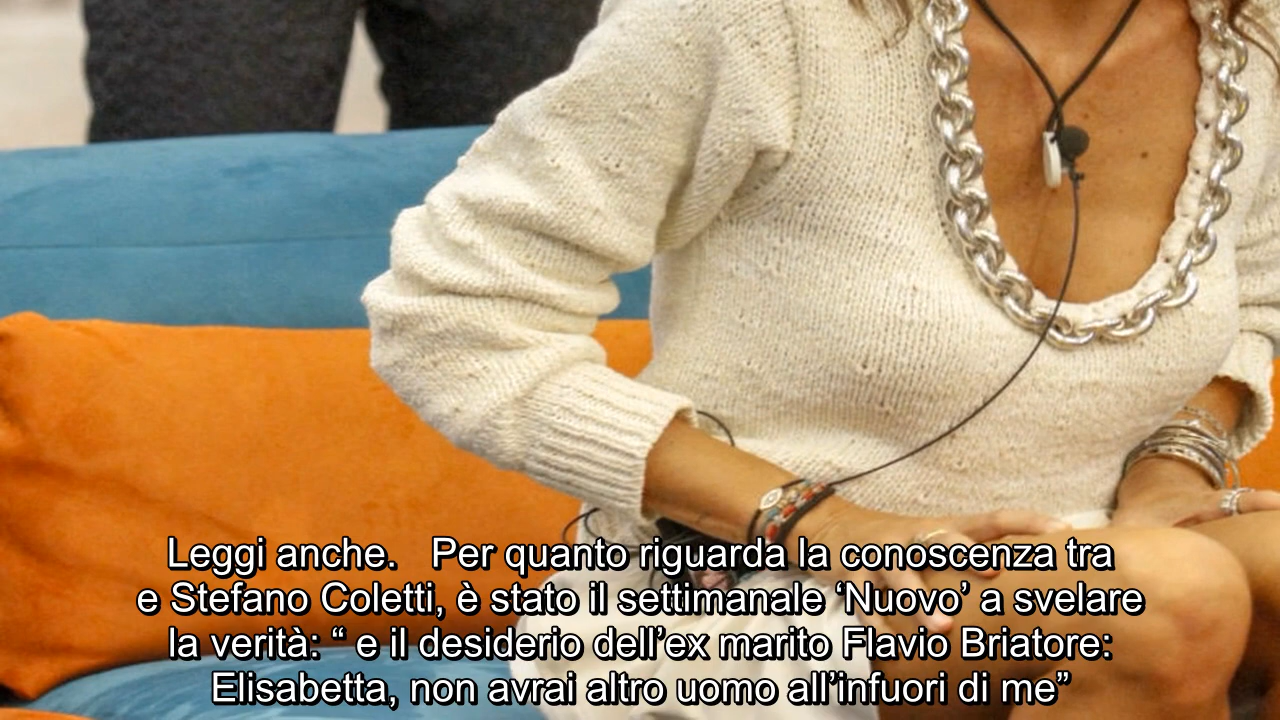 Leggi anche.   Per quanto riguarda la conoscenza tra
e Stefano Coletti, è stato il settimanale ‘Nuovo’ a svelare
la verità: “ e il desiderio dell’ex marito Flavio Briatore:
Elisabetta, non avrai altro uomo all’infuori di me”